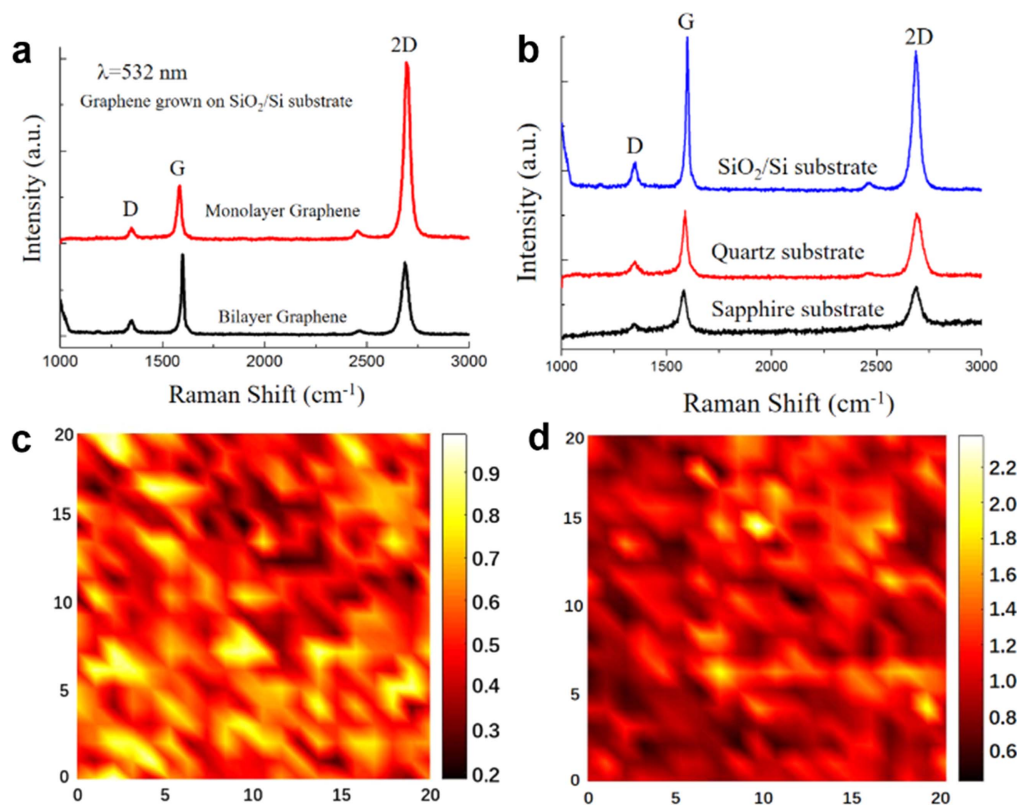 a
λ=532 nm
Graphene grown on SiO₂/Si substrate
2D
G
D
Monolayer Graphene
Bilayer Graphene
Intensity (a.u.)
1000 1500 2000 2500 3000
Raman Shift (cm⁻¹)
b
G
2D
D
SiO₂/Si substrate
Quartz substrate
Sapphire substrate
Intensity (a.u.)
1000 1500 2000 2500 3000
Raman Shift (cm⁻¹)
c
20
15
10
5
0
0 5 10 15 20
0.9
0.8
0.7
0.6
0.5
0.4
0.3
0.2
d
20
15
10
5
0
0 5 10 15 20
2.2
2.0
1.8
1.6
1.4
1.2
1.0
0.8
0.6